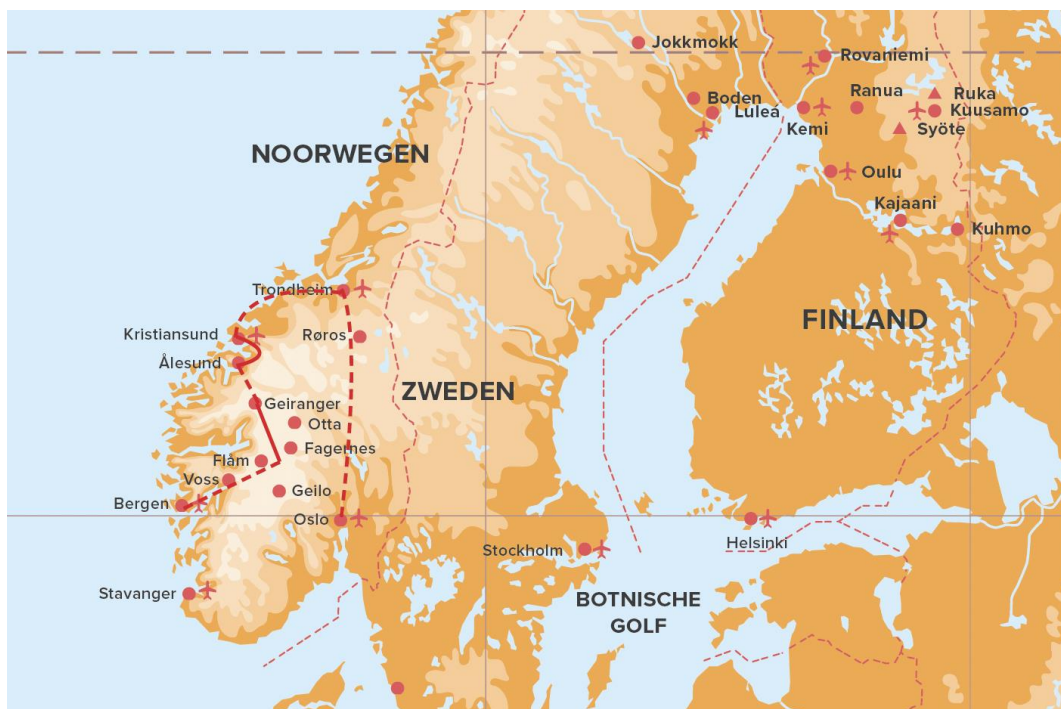 Jokkmokk
Rovaniemi
Boden
Luleá
Kemi
Ranua
Ruka
Kuusamo
Syöte
NOORWEGEN
Oulu
Kajaani
Kuhmo
Trondheim
Kristiansund
Røros
FINLAND
Ålesund
ZWEDEN
Geiranger
Otta
Fagernes
Flåm
Voss
Geilo
Bergen
Oslo
Helsinki
Stockholm
Stavanger
BOTNISCHE
GOLF